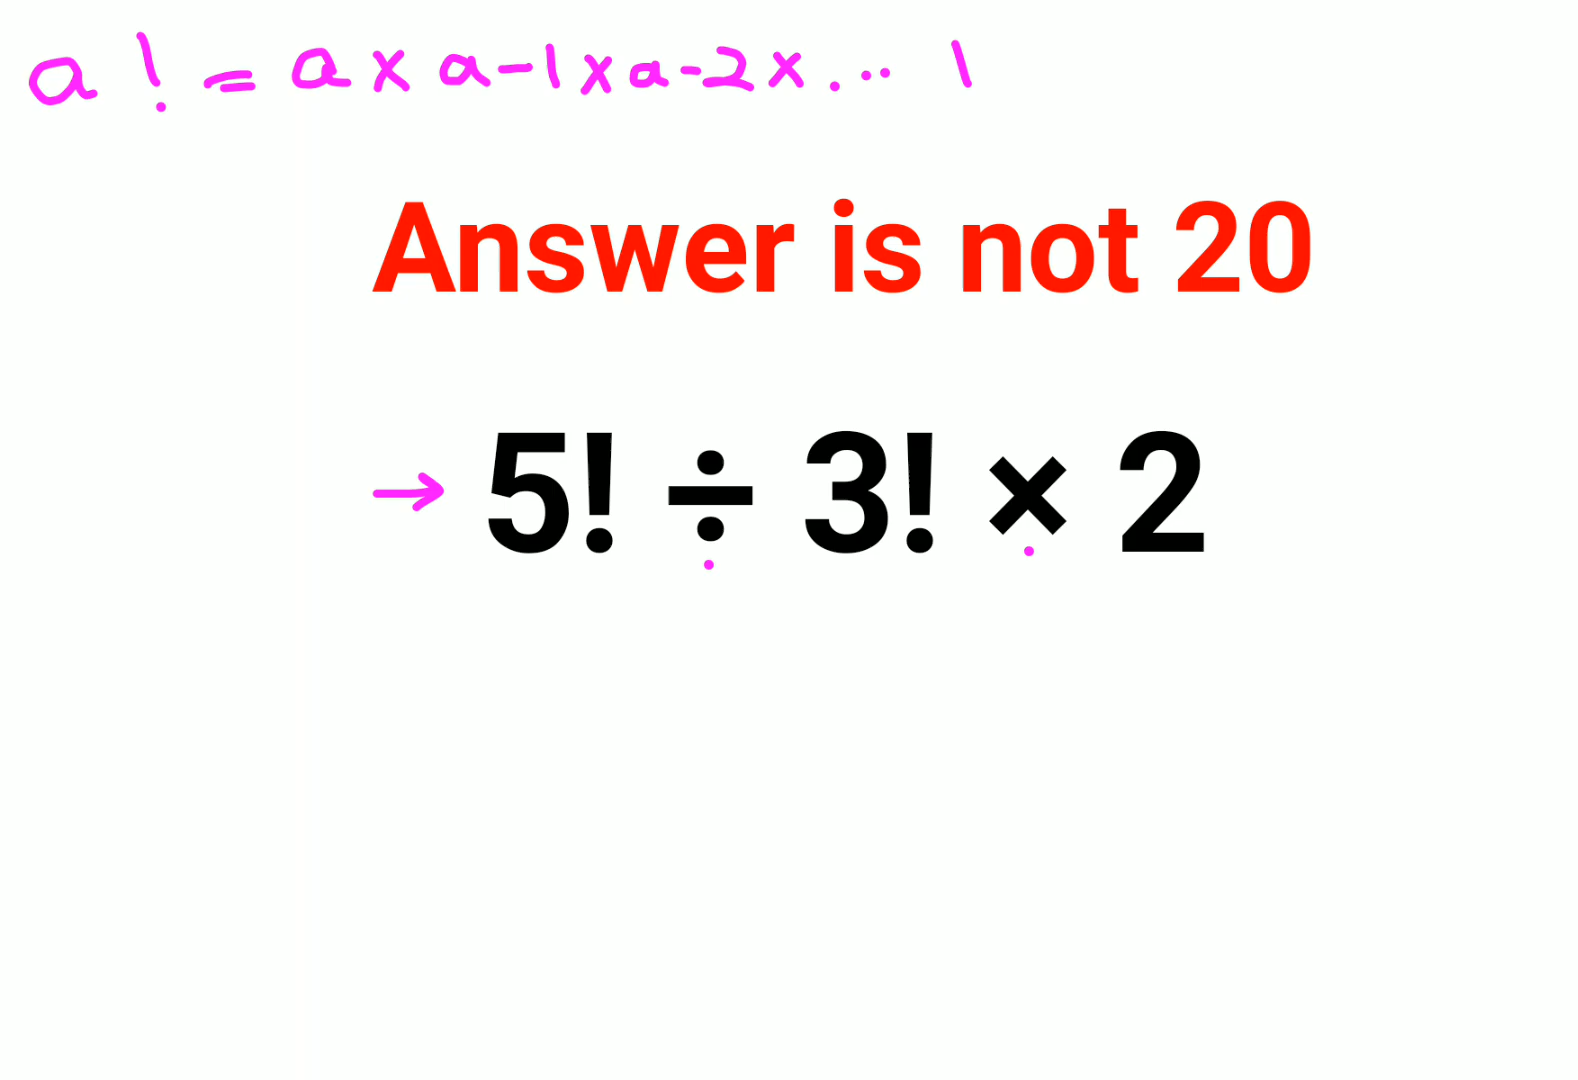 a! = a x a-1 x a-2 x ... 1
Answer is not 20
→ 5! ÷ 3! × 2